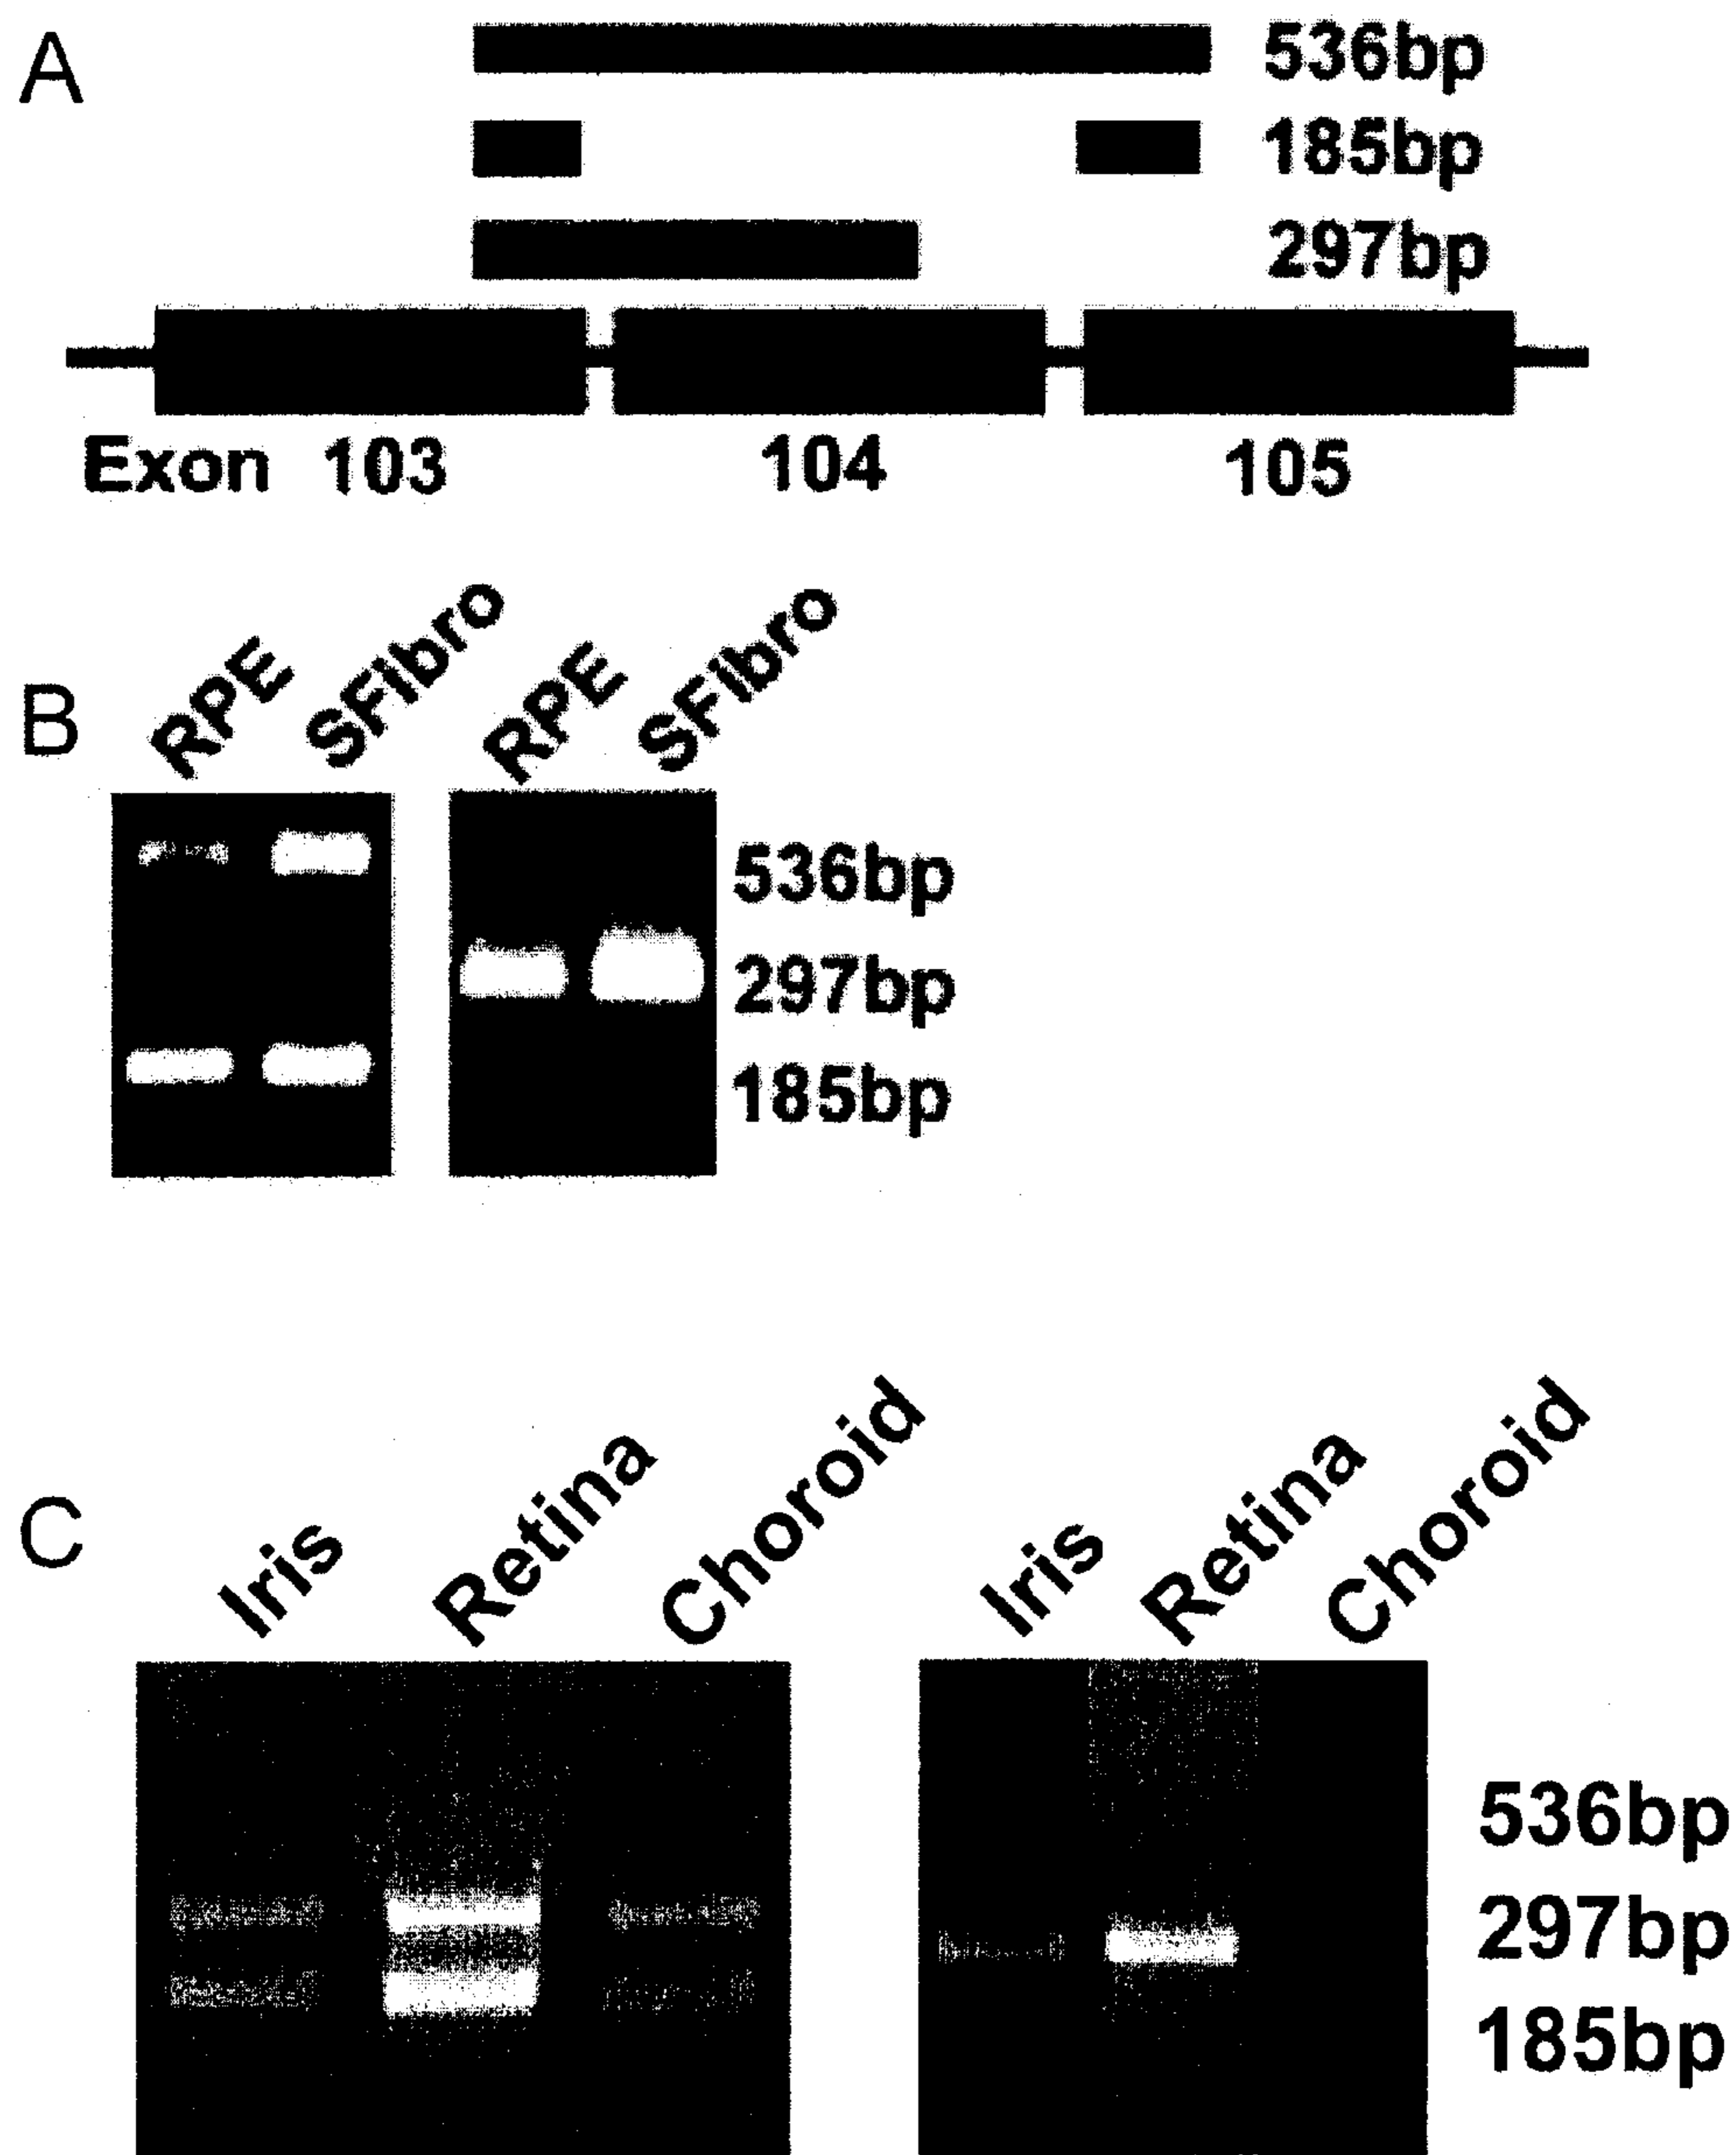 A
536bp
185bp
297bp
Exon 103 104 105
B
RPE SFibro RPE SFibro
536bp
297bp
185bp
C
Iris Retina Choroid Iris Retina Choroid
536bp
297bp
185bp